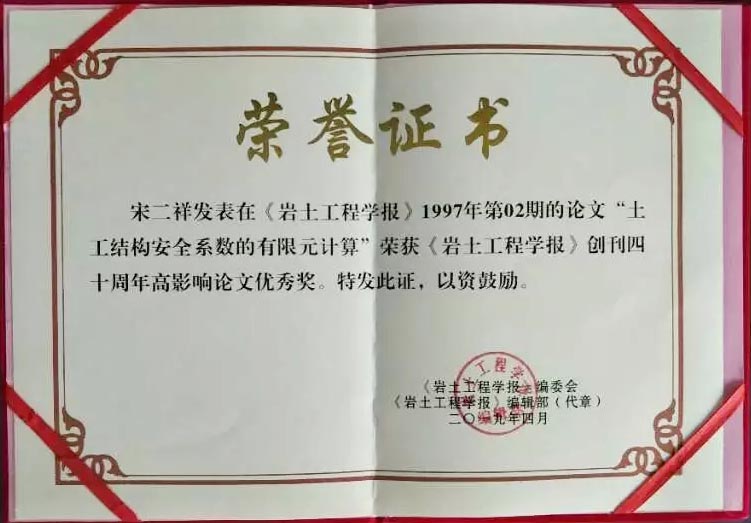 荣誉证书
宋二祥发表在《岩土工程学报》1997年第02期的论文“土
工结构安全系数的有限元计算”荣获《岩土工程学报》创刊四
十周年高影响论文优秀奖。特发此证，以资鼓励。
《岩土工程学报》编委会
《岩土工程学报》编辑部（代章）
二〇一九年四月